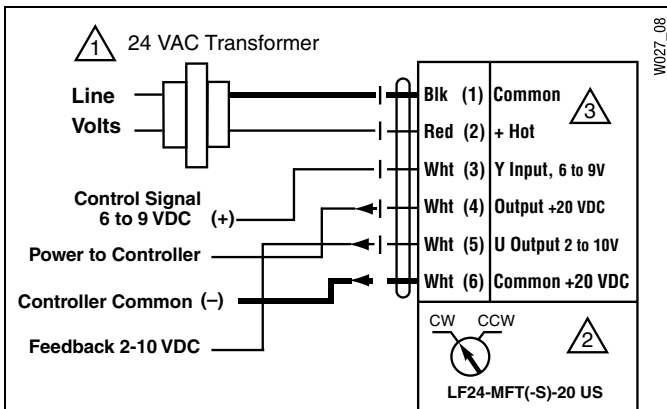 W027_08
1 24 VAC Transformer
Line
Volts
Blk (1) Common
3
Red (2) + Hot
Wht (3) Y Input, 6 to 9V
Wht (4) Output +20 VDC
Wht (5) U Output 2 to 10V
Wht (6) Common +20 VDC
Control Signal
6 to 9 VDC (+)
Power to Controller
Controller Common (–)
Feedback 2-10 VDC
CW CCW
2
LF24-MFT(-S)-20 US